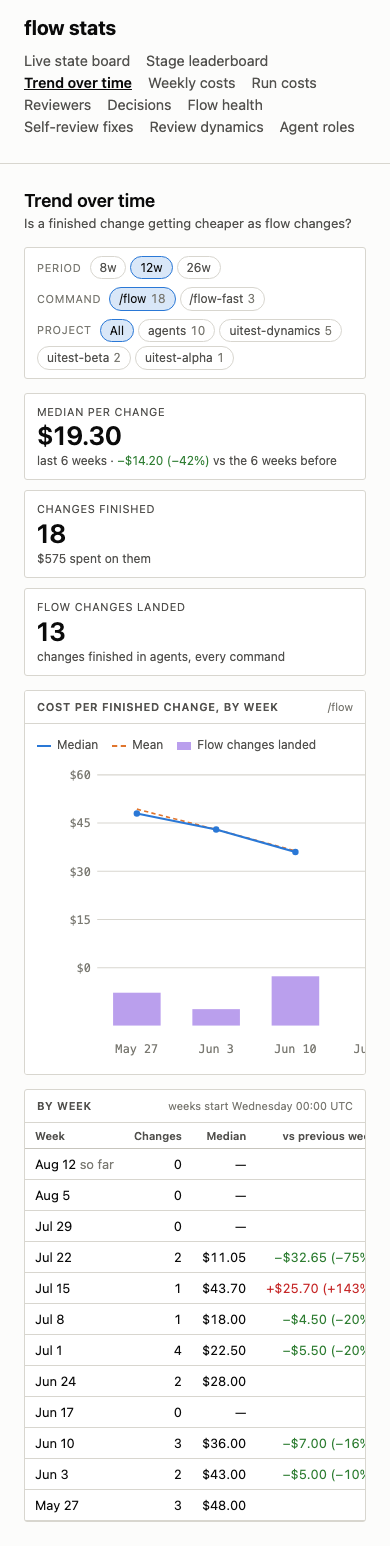 flow stats
Live state board Stage leaderboard
Trend over time Weekly costs Run costs
Reviewers Decisions Flow health
Self-review fixes Review dynamics Agent roles
Trend over time
Is a finished change getting cheaper as flow changes?
PERIOD 8w 12w 26w
COMMAND /flow 18 /flow-fast 3
PROJECT All agents 10 uitest-dynamics 5
uitest-beta 2 uitest-alpha 1
MEDIAN PER CHANGE
$19.30
last 6 weeks · −$14.20 (−42%) vs the 6 weeks before
CHANGES FINISHED
18
$575 spent on them
FLOW CHANGES LANDED
13
changes finished in agents, every command
COST PER FINISHED CHANGE, BY WEEK /flow
Median Mean Flow changes landed
$60
$45
$30
$15
$0
May 27 Jun 3 Jun 10
BY WEEK weeks start Wednesday 00:00 UTC
Week Changes Median vs previous
Aug 12 so far 0 —
Aug 5 0 —
Jul 29 0 —
Jul 22 2 $11.05 −$32.65 (−75%
Jul 15 1 $43.70 +$25.70 (+143%
Jul 8 1 $18.00 −$4.50 (−20%
Jul 1 4 $22.50 −$5.50 (−20%
Jun 24 2 $28.00
Jun 17 0 —
Jun 10 3 $36.00 −$7.00 (−16%
Jun 3 2 $43.00 −$5.00 (−10%
May 27 3 $48.00